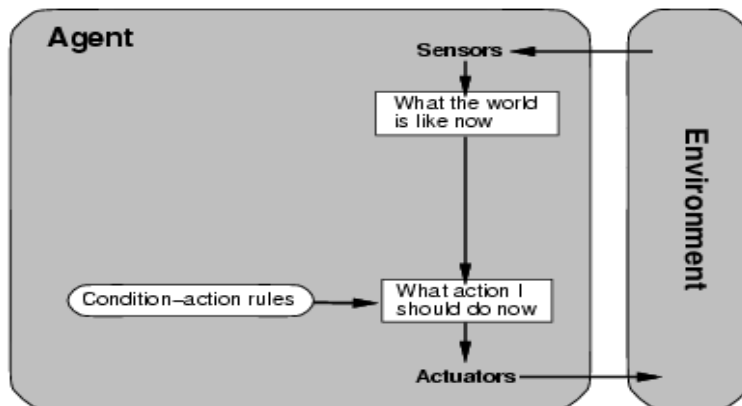 Agent
Sensors
What the world
is like now
Environment
Condition–action rules
What action I
should do now
Actuators